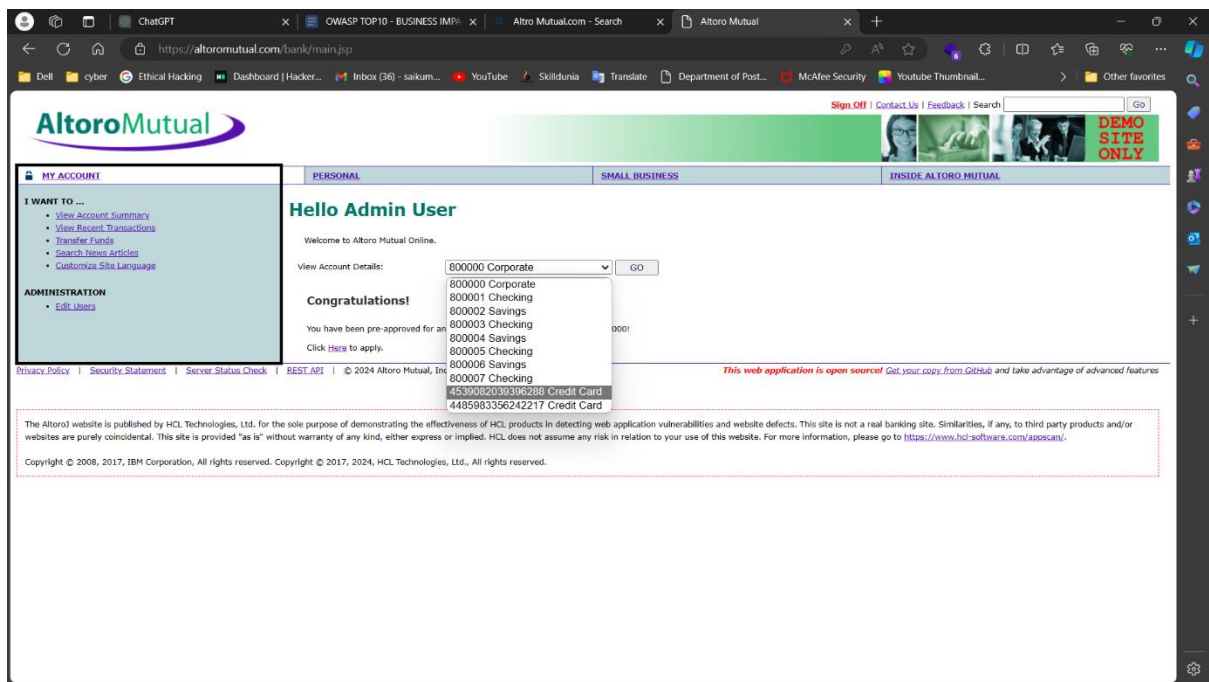 ChatGPT
OWASP TOP10 - BUSINESS IMPA
Altro Mutual.com - Search
Altoro Mutual
https://altoromutual.com/bank/main.jsp
Dell
cyber
Ethical Hacking
Dashboard | Hacker...
Inbox (36) - saikum...
YouTube
Skilldunia
Translate
Department of Post...
McAfee Security
Youtube Thumbnail...
Other favorites
AltoroMutual
Sign Off | Contact Us | Feedback | Search
Go
DEMO
SITE
ONLY
MY ACCOUNT
PERSONAL
SMALL BUSINESS
INSIDE ALTORO MUTUAL
I WANT TO ...
View Account Summary
View Recent Transactions
Transfer Funds
Search News Articles
Customize Site Language
ADMINISTRATION
Edit Users
Hello Admin User
Welcome to Altoro Mutual Online.
View Account Details:
800000 Corporate
GO
800000 Corporate
800001 Checking
800002 Savings
800003 Checking
800004 Savings
800005 Checking
800006 Savings
800007 Checking
4539082039396288 Credit Card
4485983356242217 Credit Card
Congratulations!
You have been pre-approved for an
000!
Click Here to apply.
Privacy Policy | Security Statement | Server Status Check | REST API | © 2024 Altoro Mutual, Inc
This web application is open source! Get your copy from GitHub and take advantage of advanced features
The AltoroJ website is published by HCL Technologies, Ltd. for the sole purpose of demonstrating the effectiveness of HCL products in detecting web application vulnerabilities and website defects. This site is not a real banking site. Similarities, if any, to third party products and/or
websites are purely coincidental. This site is provided "as is" without warranty of any kind, either express or implied. HCL does not assume any risk in relation to your use of this website. For more information, please go to https://www.hcl-software.com/appscan/.
Copyright © 2008, 2017, IBM Corporation, All rights reserved. Copyright © 2017, 2024, HCL Technologies, Ltd., All rights reserved.